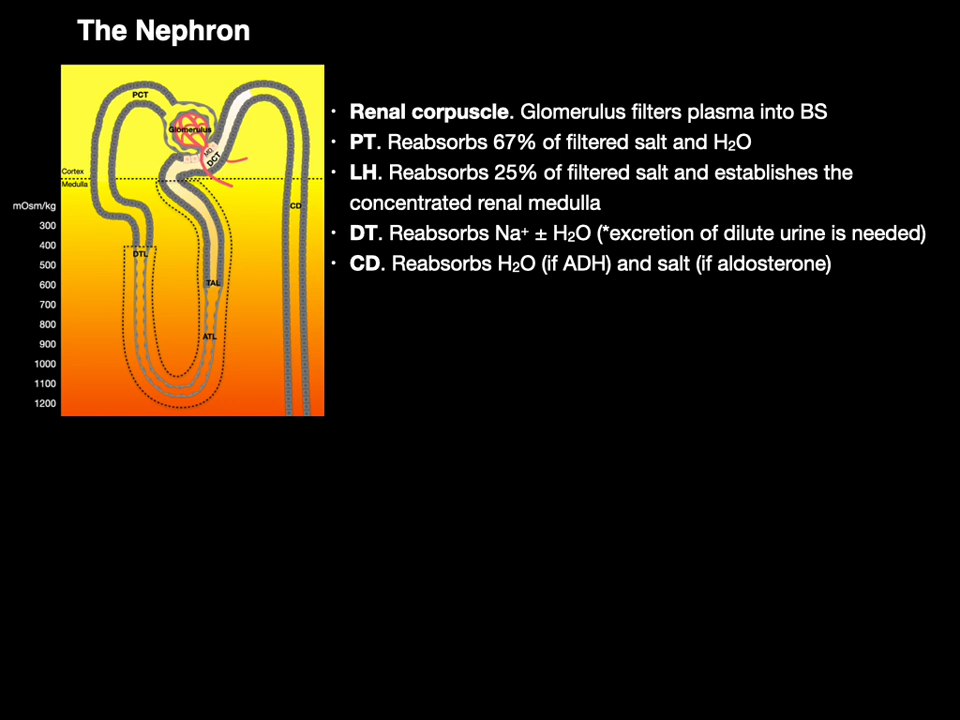 The Nephron
PCT
Glomerulus
MD
DCT
Cortex
Medulla
mOsm/kg
CD
300
400
DTL
500
600
TAL
700
800
ATL
900
1000
1100
1200
· Renal corpuscle. Glomerulus filters plasma into BS
· PT. Reabsorbs 67% of filtered salt and H₂O
· LH. Reabsorbs 25% of filtered salt and establishes the
concentrated renal medulla
· DT. Reabsorbs Na⁺ ± H₂O (*excretion of dilute urine is needed)
· CD. Reabsorbs H₂O (if ADH) and salt (if aldosterone)